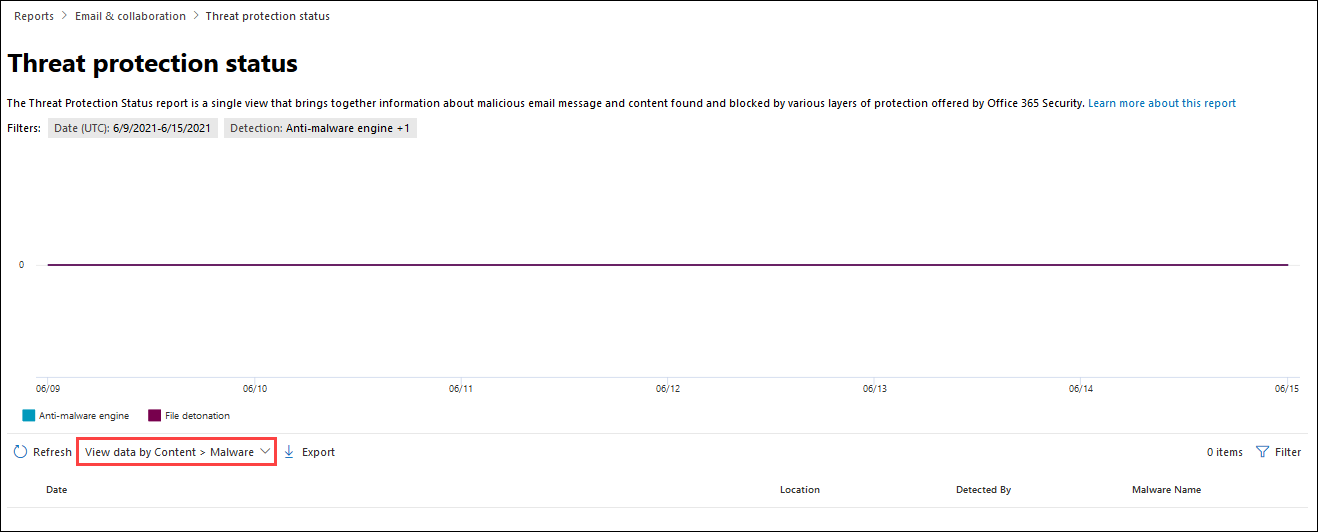 Reports > Email & collaboration > Threat protection status
Threat protection status
The Threat Protection Status report is a single view that brings together information about malicious email message and content found and blocked by various layers of protection offered by Office 365 Security. Learn more about this report
Filters: Date (UTC): 6/9/2021-6/15/2021 Detection: Anti-malware engine +1
0
06/09 06/10 06/11 06/12 06/13 06/14 06/15
Anti-malware engine File detonation
Refresh View data by Content > Malware Export 0 items Filter
Date Location Detected By Malware Name